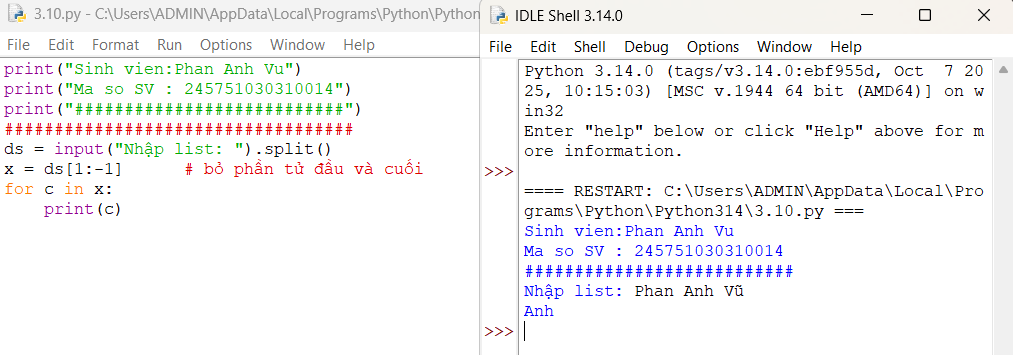 3.10.py - C:\Users\ADMIN\AppData\Local\Programs\Python\Python
File Edit Format Run Options Window Help
print("Sinh vien:Phan Anh Vu")
print("Ma so SV : 245751030310014")
print("###########################")
###################################
ds = input("Nhập list: ").split()
x = ds[1:-1]      # bỏ phần tử đầu và cuối
for c in x:
    print(c)
IDLE Shell 3.14.0
File Edit Shell Debug Options Window Help
Python 3.14.0 (tags/v3.14.0:ebf955d, Oct  7 20
25, 10:15:03) [MSC v.1944 64 bit (AMD64)] on w
in32
Enter "help" below or click "Help" above for m
ore information.
>>>
==== RESTART: C:\Users\ADMIN\AppData\Local\Pro
grams\Python\Python314\3.10.py ===
Sinh vien:Phan Anh Vu
Ma so SV : 245751030310014
###########################
Nhập list: Phan Anh Vũ
Anh
>>>